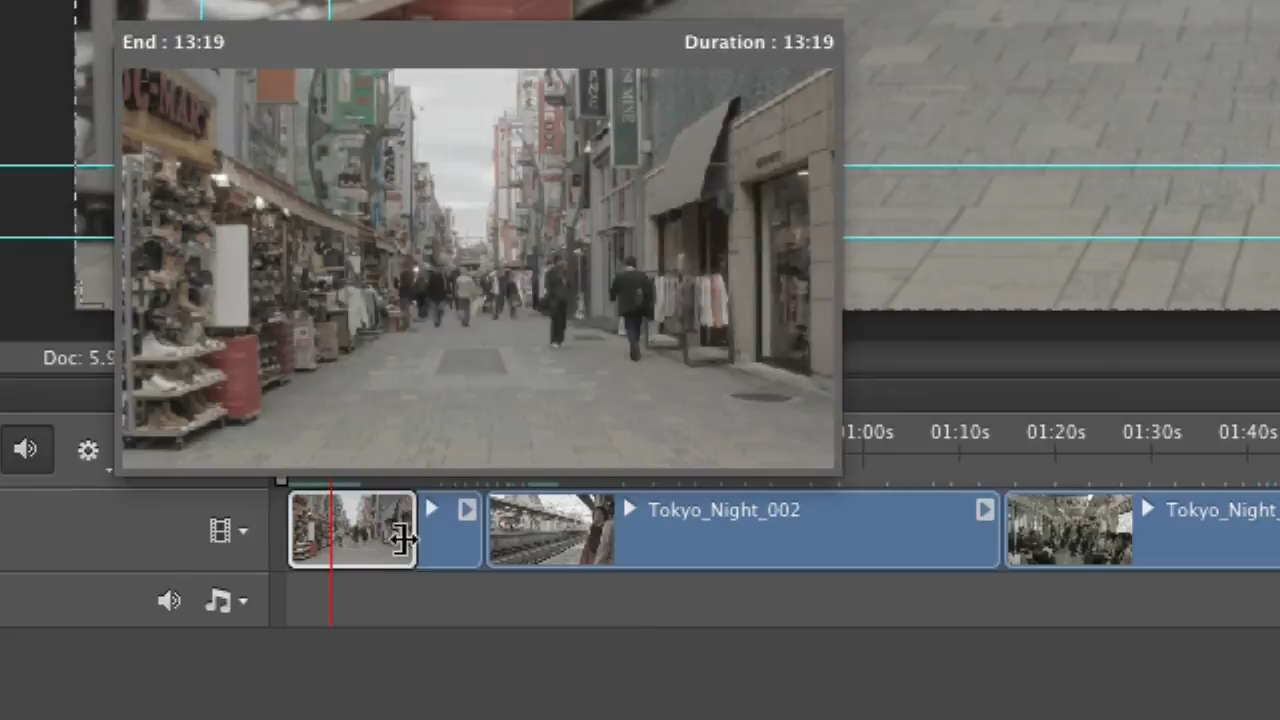 End : 13:19
Duration : 13:19
Doc: 5.9
01:00s
01:10s
01:20s
01:30s
01:40s
Tokyo_Night_002
Tokyo_Night_